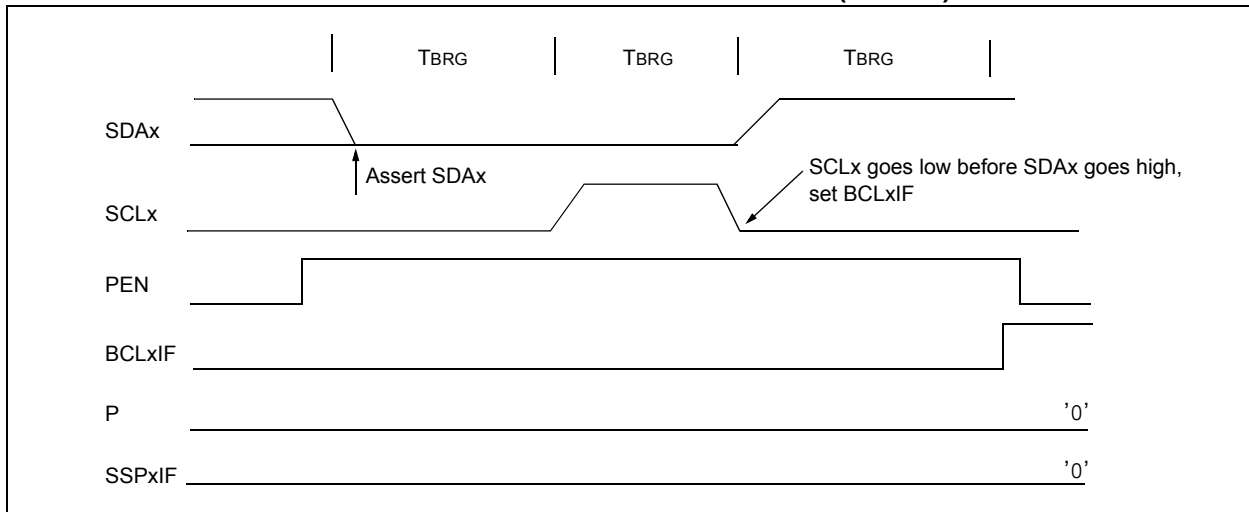 TBRG TBRG TBRG
SDAx
Assert SDAx
SCLx goes low before SDAx goes high,
set BCLxIF
SCLx
PEN
BCLxIF
P '0'
SSPxIF '0'